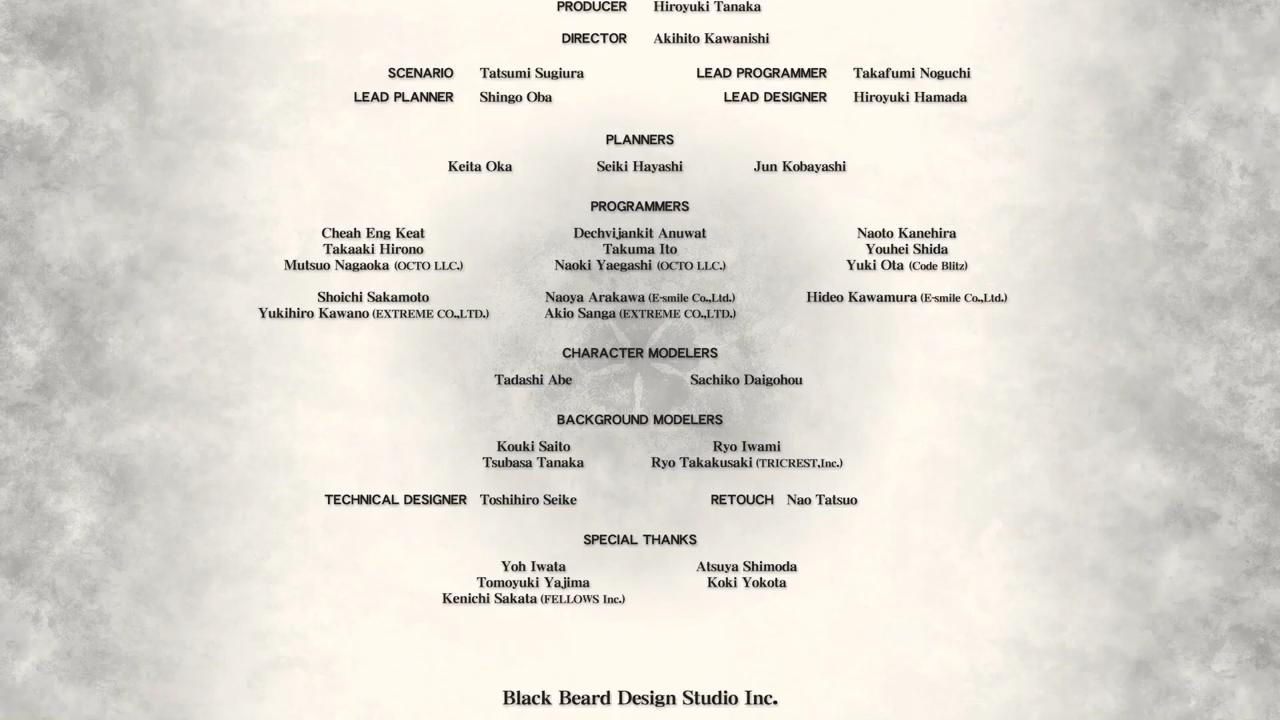 PRODUCER Hiroyuki Tanaka
DIRECTOR Akihito Kawanishi
SCENARIO Tatsumi Sugiura LEAD PROGRAMMER Takafumi Noguchi
LEAD PLANNER Shingo Oba LEAD DESIGNER Hiroyuki Hamada
PLANNERS
Keita Oka Seiki Hayashi Jun Kobayashi
PROGRAMMERS
Cheah Eng Keat Dechvijankit Anuwat Naoto Kanehira
Takaaki Hirono Takuma Ito Youhei Shida
Mutsuo Nagaoka (OCTO LLC.) Naoki Yaegashi (OCTO LLC.) Yuki Ota (Code Blitz)
Shoichi Sakamoto Naoya Arakawa (E-smile Co.,Ltd.) Hideo Kawamura (E-smile Co.,Ltd.)
Yukihiro Kawano (EXTREME CO.,LTD.) Akio Sanga (EXTREME CO.,LTD.)
CHARACTER MODELERS
Tadashi Abe Sachiko Daigohou
BACKGROUND MODELERS
Kouki Saito Ryo Iwami
Tsubasa Tanaka Ryo Takakusaki (TRICREST,Inc.)
TECHNICAL DESIGNER Toshihiro Seike RETOUCH Nao Tatsuo
SPECIAL THANKS
Yoh Iwata Atsuya Shimoda
Tomoyuki Yajima Koki Yokota
Kenichi Sakata (FELLOWS Inc.)
Black Beard Design Studio Inc.